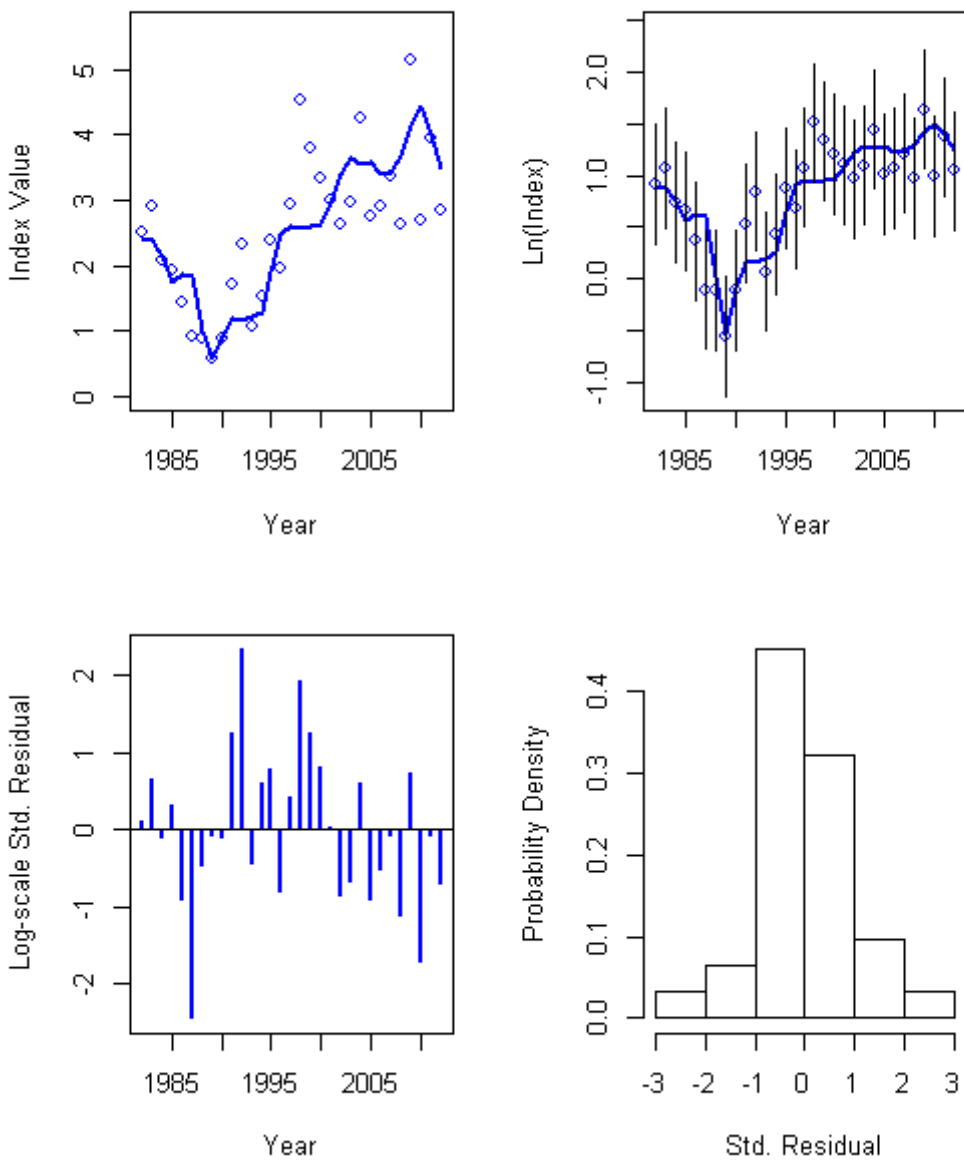 Index Value
5
4
3
2
1
0
1985 1995 2005
Year
Ln(Index)
2.0
1.0
0.0
-1.0
1985 1995 2005
Year
Log-scale Std. Residual
2
1
0
-1
-2
1985 1995 2005
Year
Probability Density
0.4
0.3
0.2
0.1
0.0
-3 -2 -1 0 1 2 3
Std. Residual